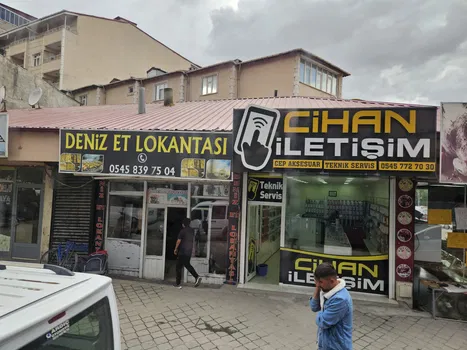 DENİZ ET LOKANTASI
0545 839 75 04
CİHAN
İLETİŞİM
CEP AKSESUAR TEKNİK SERVİS 0545 772 70 30
Teknik
Servis
CİHAN
İLETİŞİM